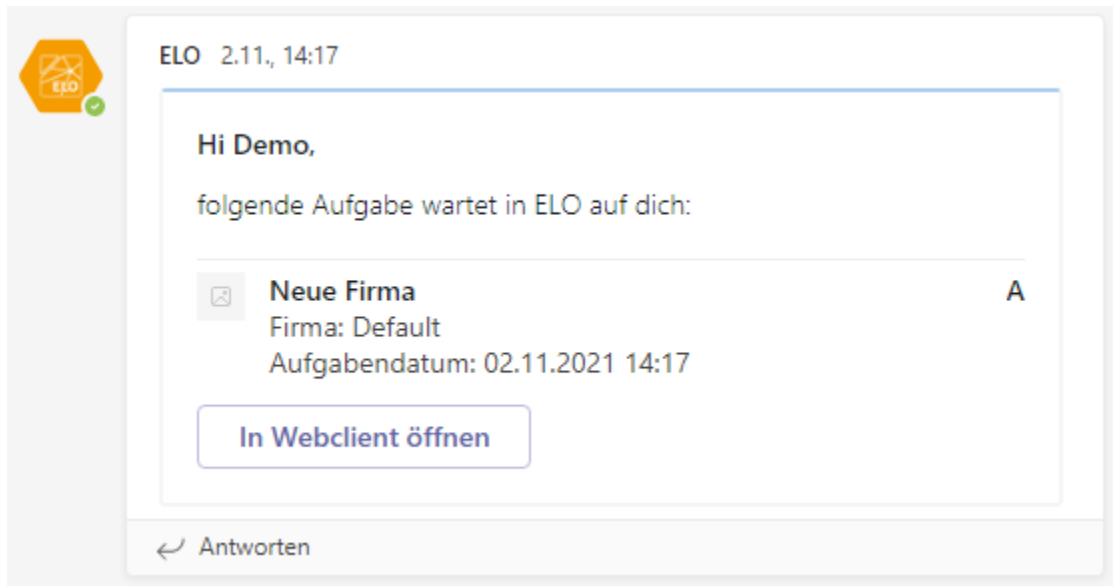 ELO 2.11., 14:17
ELO
Hi Demo,
folgende Aufgabe wartet in ELO auf dich:
Neue Firma A
Firma: Default
Aufgabendatum: 02.11.2021 14:17
In Webclient öffnen
Antworten